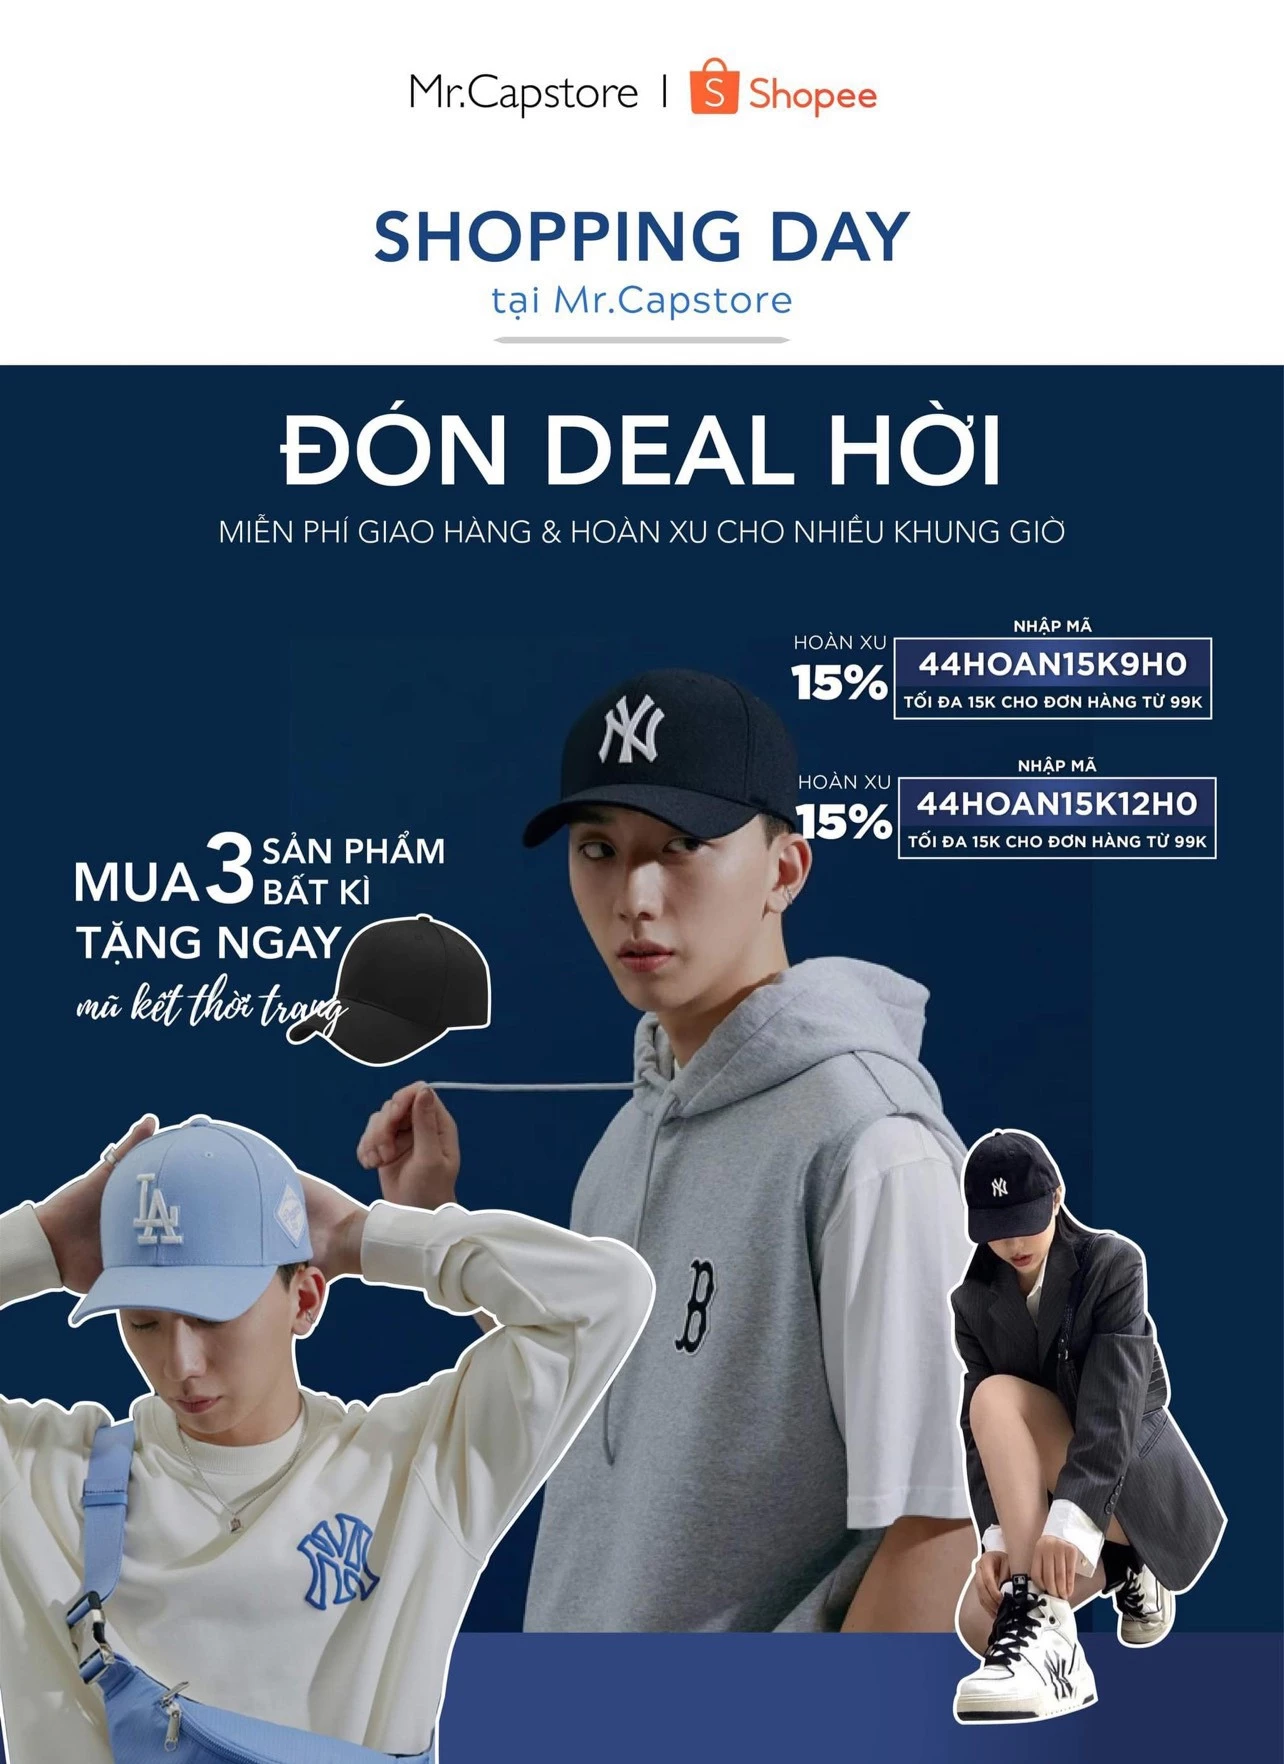 Mr.Capstore | S Shopee
SHOPPING DAY
tại Mr.Capstore
ĐÓN DEAL HỜI
MIỄN PHÍ GIAO HÀNG & HOÀN XU CHO NHIỀU KHUNG GIỜ
NHẬP MÃ
HOÀN XU
15%
44HOAN15K9H0
TỐI ĐA 15K CHO ĐƠN HÀNG TỪ 99K
NHẬP MÃ
HOÀN XU
15%
44HOAN15K12H0
TỐI ĐA 15K CHO ĐƠN HÀNG TỪ 99K
MUA 3 SẢN PHẨM
BẤT KÌ
TẶNG NGAY
mũ kết thời trang
NY
LA
NY
B
NY
NY